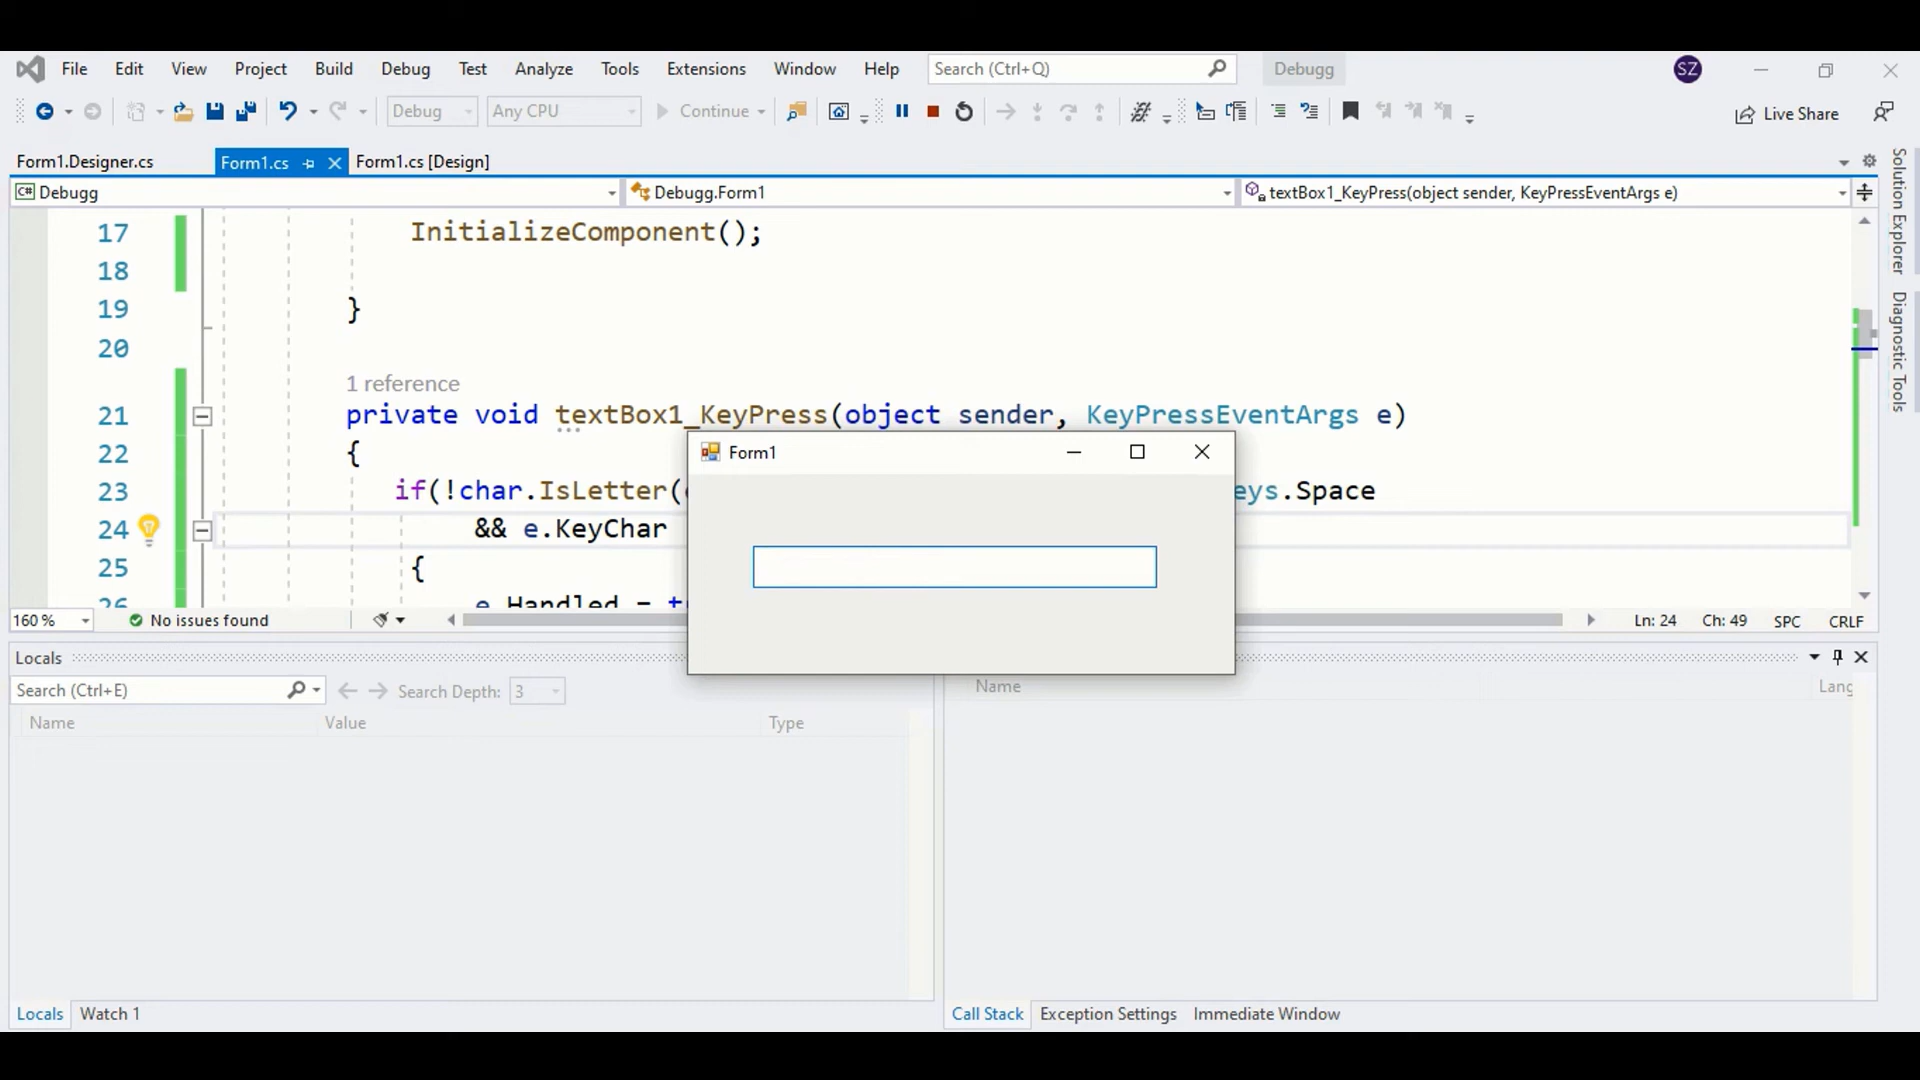 File Edit View Project Build Debug Test Analyze Tools Extensions Window Help Search (Ctrl+Q) Debugg SZ
Debug Any CPU Continue Live Share
Form1.Designer.cs Form1.cs Form1.cs [Design]
C# Debugg Debugg.Form1 textBox1_KeyPress(object sender, KeyPressEventArgs e)
17 InitializeComponent();
18
19 }
20
1 reference
21 private void textBox1_KeyPress(object sender, KeyPressEventArgs e)
22 {
Form1
23 if(!char.IsLetter( eys.Space
24 && e.KeyChar
25 {
26 e.Handled =
160 % No issues found Ln: 24 Ch: 49 SPC CRLF
Locals
Search (Ctrl+E) Search Depth: 3
Name Value Type
Name Lang
Locals Watch 1
Call Stack Exception Settings Immediate Window
Solution Explorer
Diagnostic Tools